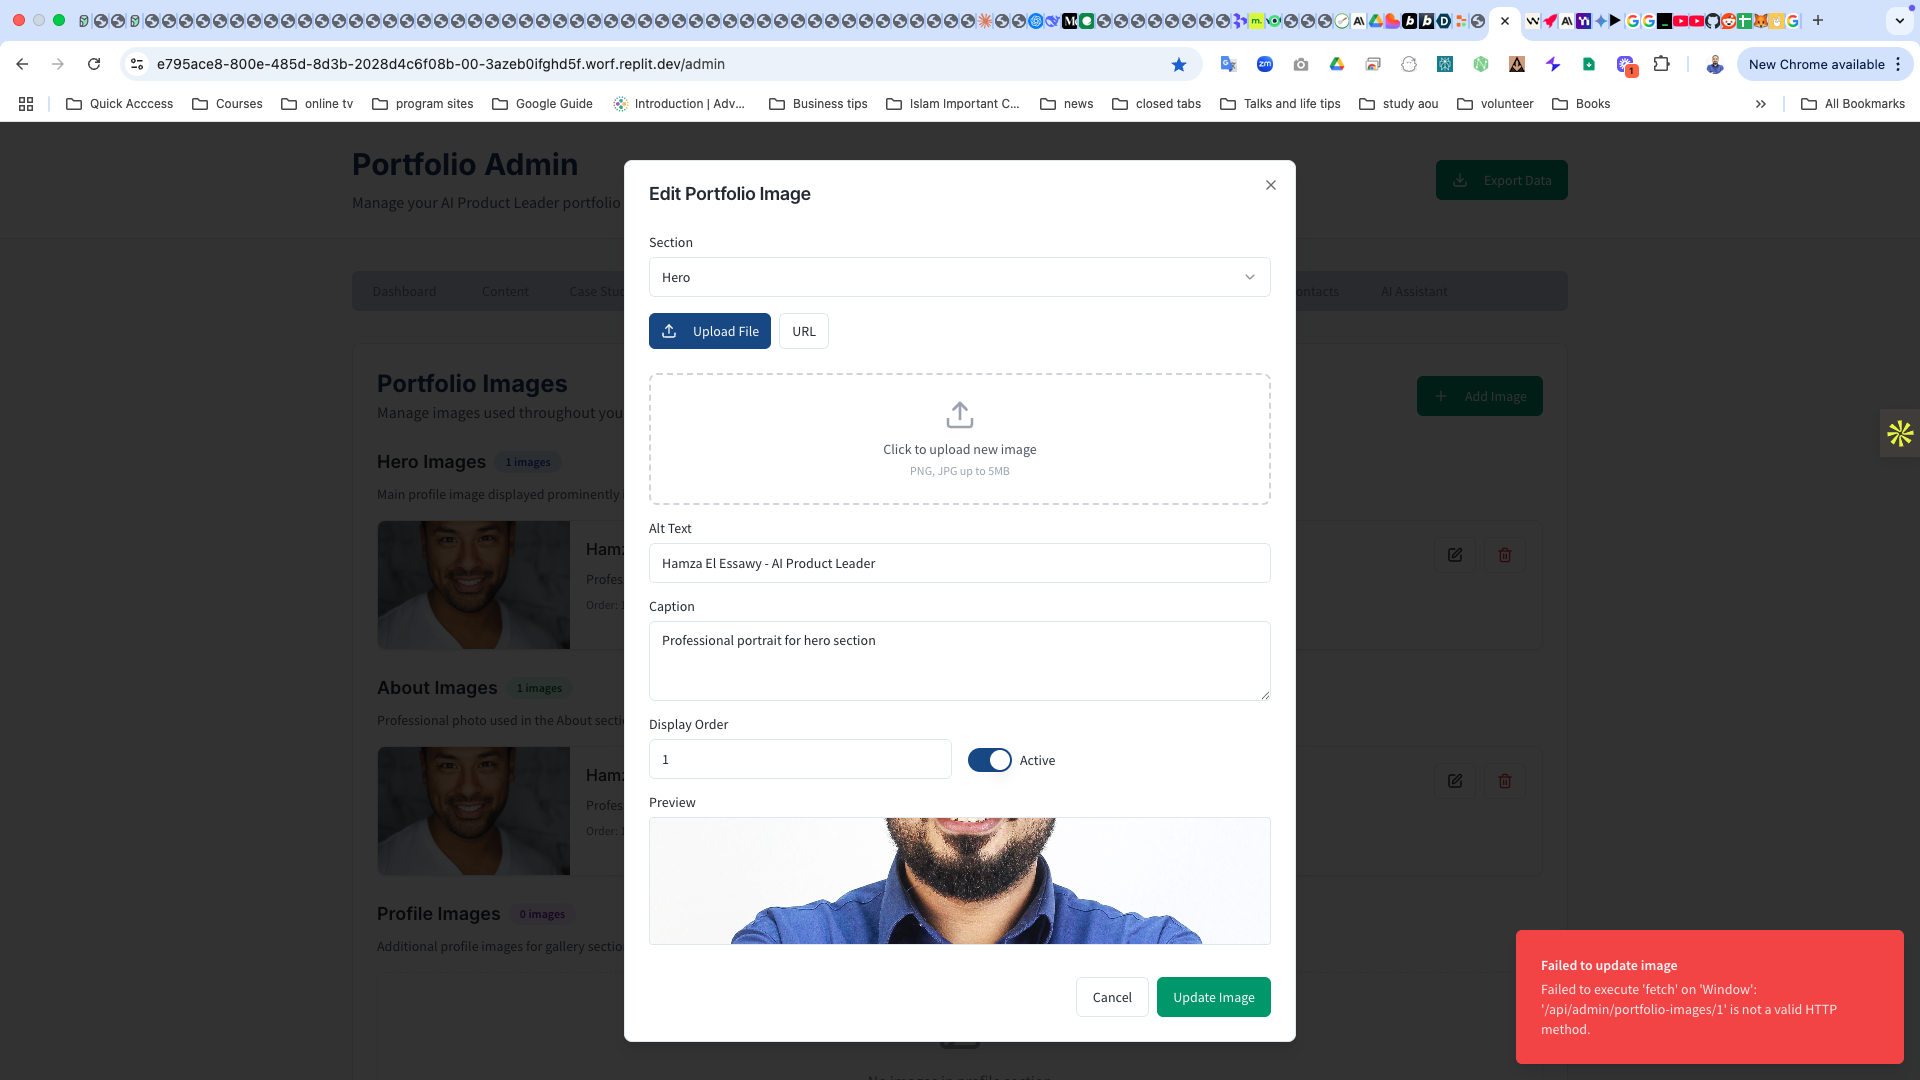 e795ace8-800e-485d-8d3b-2028d4c6f08b-00-3azeb0ifghd5f.worf.replit.dev/admin
New Chrome available
Quick Acccess
Courses
online tv
program sites
Google Guide
Introduction | Adv...
Business tips
Islam Important C...
news
closed tabs
Talks and life tips
study aou
volunteer
Books
All Bookmarks
Portfolio Admin
Manage your AI Product Leader portfolio
Export Data
Dashboard
Content
Case Stud
ontacts
AI Assistant
Portfolio Images
Manage images used throughout you
Add Image
Hero Images
1 images
Main profile image displayed prominently
Hamz
Profes
Order: 1
About Images
1 images
Professional photo used in the About secti
Hamz
Profes
Order: 1
Profile Images
0 images
Additional profile images for gallery sectio
Edit Portfolio Image
Section
Hero
Upload File
URL
Click to upload new image
PNG, JPG up to 5MB
Alt Text
Hamza El Essawy - AI Product Leader
Caption
Professional portrait for hero section
Display Order
1
Active
Preview
Cancel
Update Image
Failed to update image
Failed to execute 'fetch' on 'Window':
'/api/admin/portfolio-images/1' is not a valid HTTP
method.